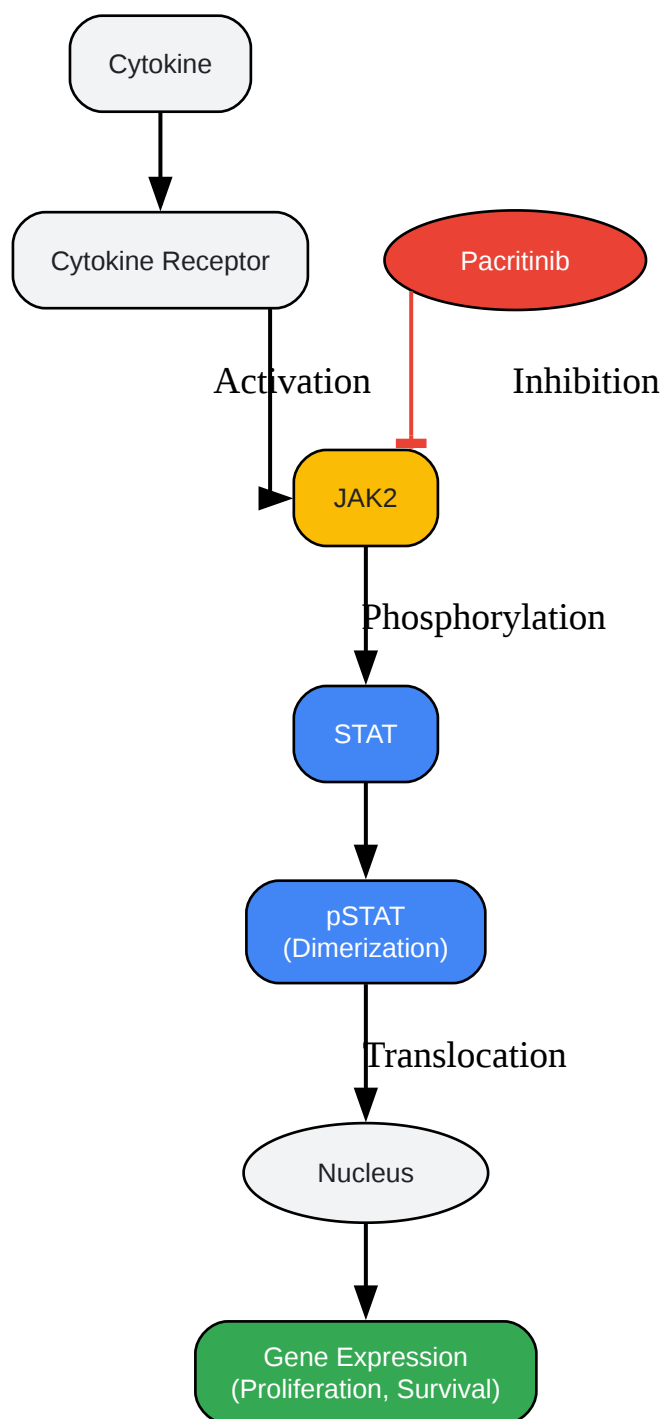 Cytokine
Cytokine Receptor
Pacritinib
Activation
Inhibition
JAK2
Phosphorylation
STAT
pSTAT
(Dimerization)
Translocation
Nucleus
Gene Expression
(Proliferation, Survival)